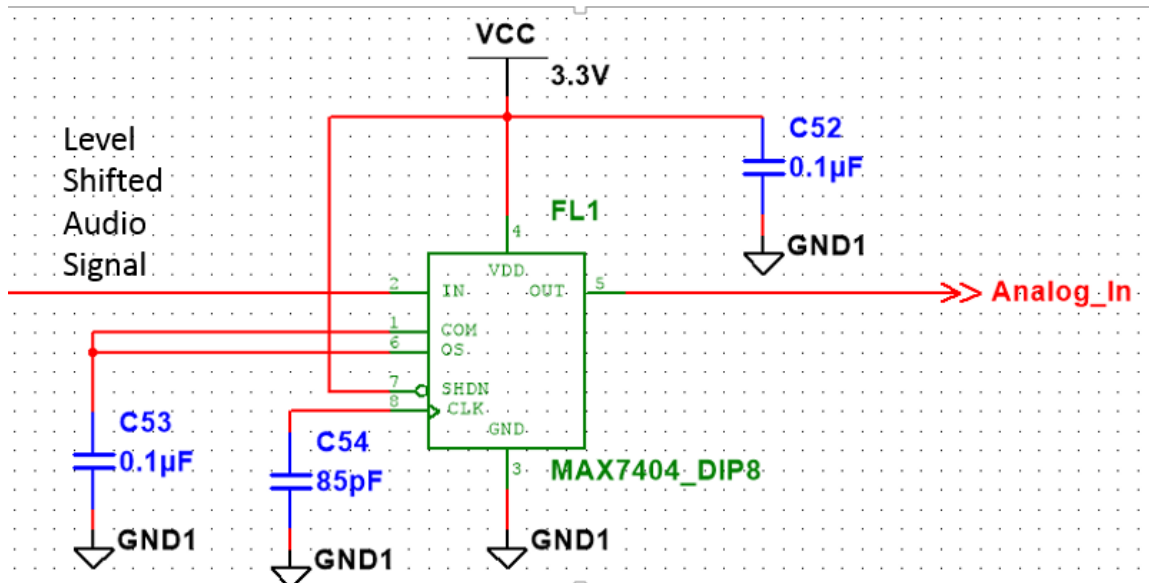 VCC
3.3V
Level
Shifted
Audio
Signal
C52
0.1µF
GND1
FL1
4
VDD
2
IN
OUT
5
Analog_In
1
COM
6
OS
7
SHDN
8
CLK
GND
3
MAX7404_DIP8
C53
0.1µF
GND1
C54
85pF
GND1
GND1